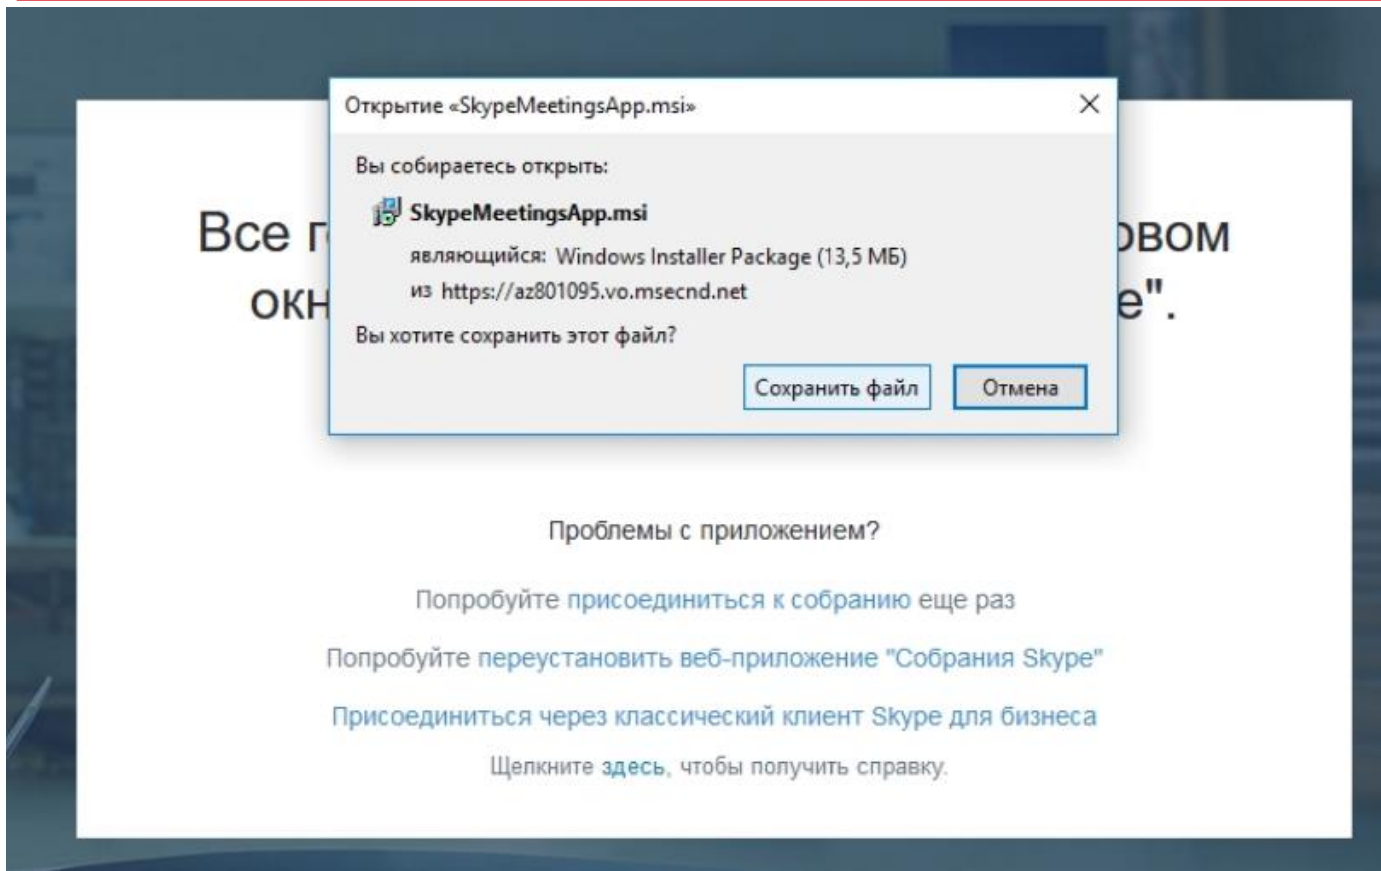 Открытие «SkypeMeetingsApp.msi»
Вы собираетесь открыть:
SkypeMeetingsApp.msi
являющийся: Windows Installer Package (13,5 МБ)
из https://az801095.vo.msecnd.net
Вы хотите сохранить этот файл?
Сохранить файл Отмена
Все
Проблемы с приложением?
Попробуйте присоединиться к собранию еще раз
Попробуйте переустановить веб-приложение "Собрания Skype"
Присоединиться через классический клиент Skype для бизнеса
Щелкните здесь, чтобы получить справку.